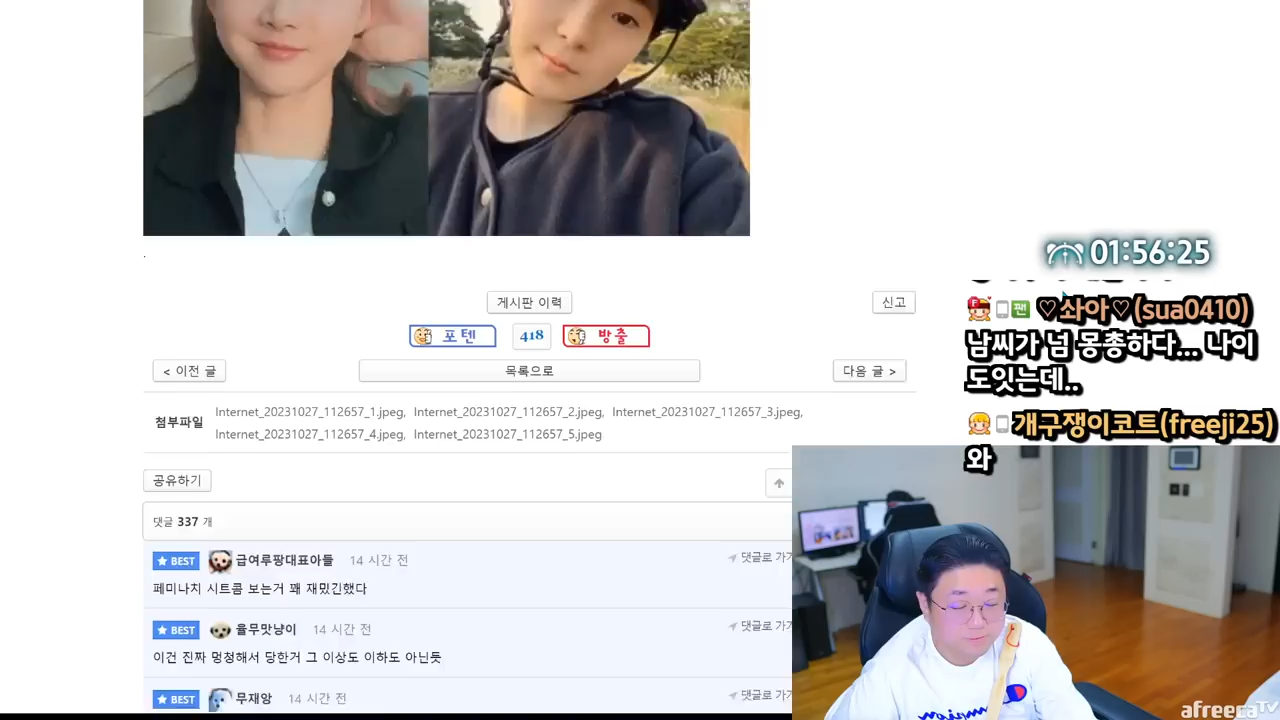 .
게시판 이력
신고
포텐
418
방출
< 이전 글
목록으로
다음 글 >
첨부파일
Internet_20231027_112657_1.jpeg, Internet_20231027_112657_2.jpeg, Internet_20231027_112657_3.jpeg,
Internet_20231027_112657_4.jpeg, Internet_20231027_112657_5.jpeg
공유하기
댓글 337 개
★ BEST 급여루팡대표아들 14 시간 전
댓글로 가기
페미나치 시트콤 보는거 꽤 재밌긴했다
★ BEST 율무맛냥이 14 시간 전
댓글로 가기
이건 진짜 멍청해서 당한거 그 이상도 이하도 아닌듯
★ BEST 무재앙 14 시간 전
댓글로 가기
01:56:25
팬 ♡솨아♡(sua0410)
남씨가 넘 몽총하다... 나이
도잇는데..
개구쟁이코트(freeji25)
와
afreecaTV